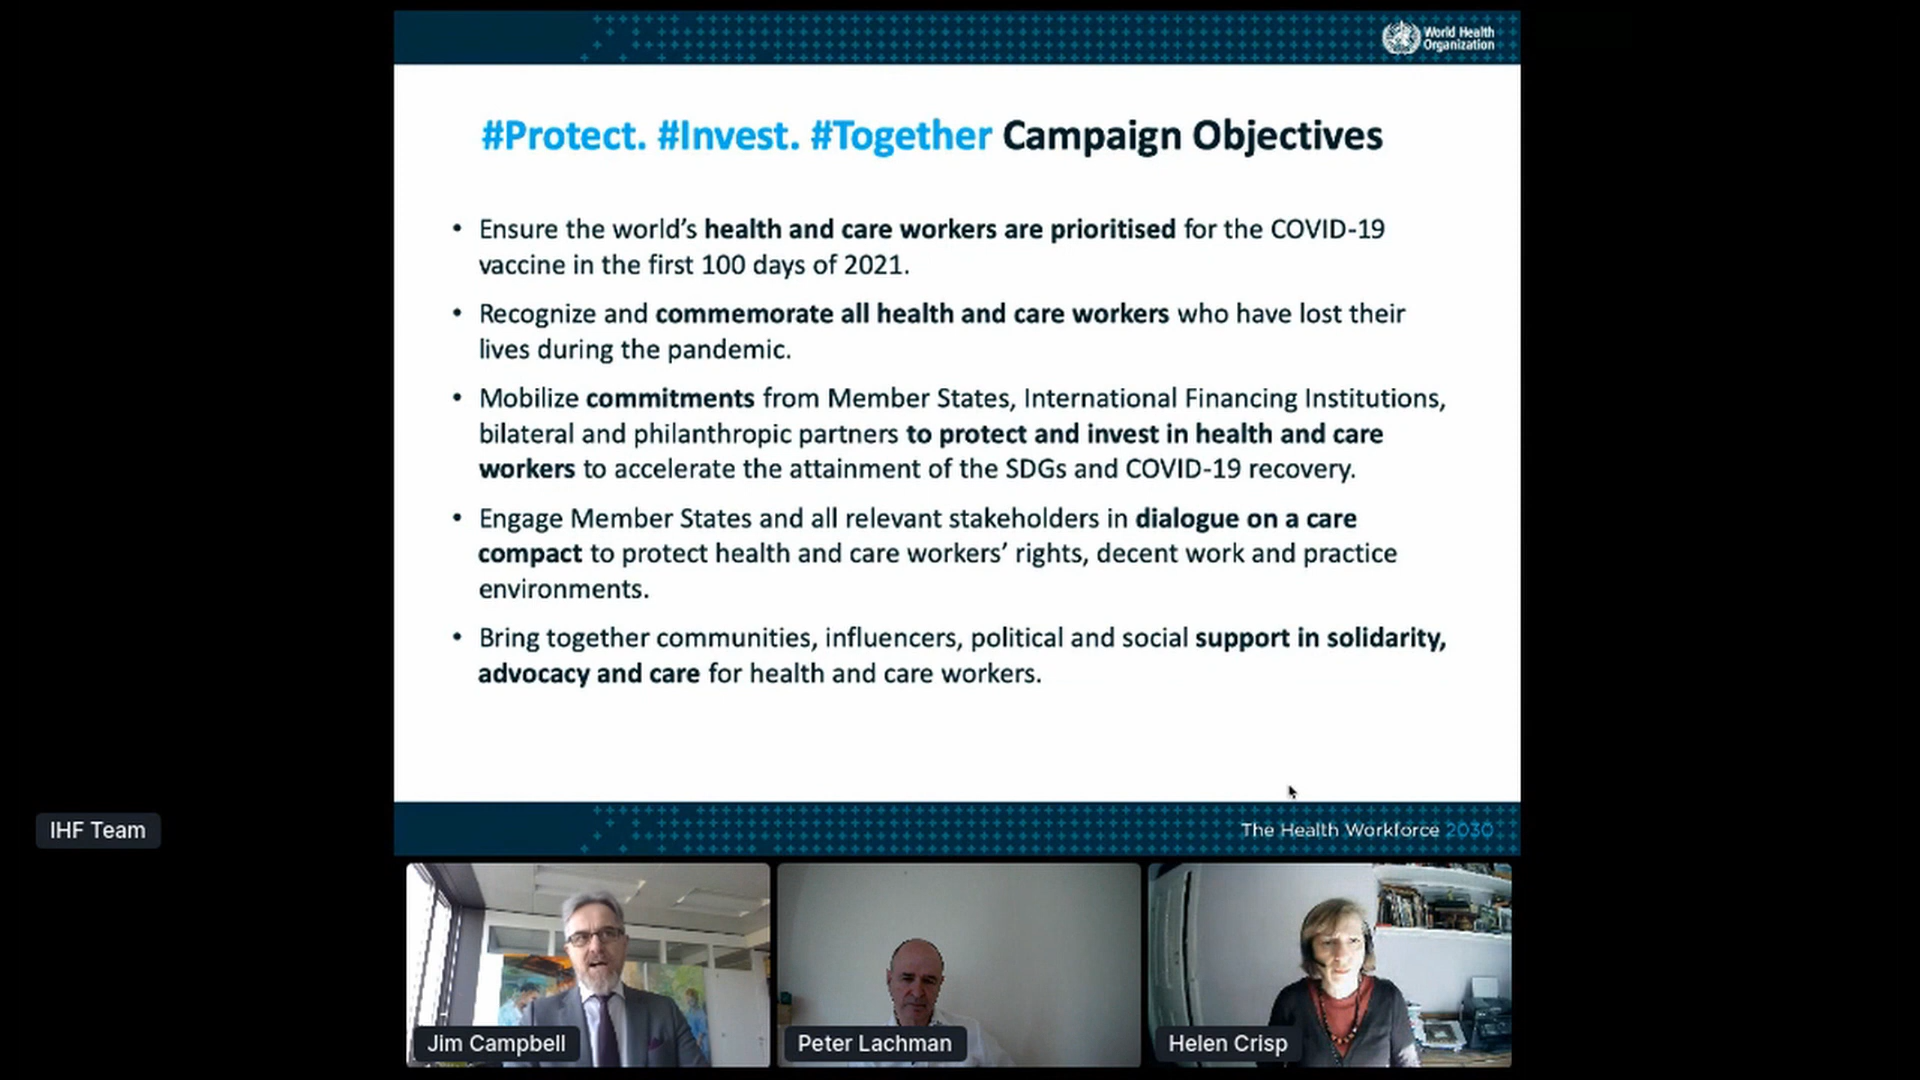 World Health
Organization
#Protect. #Invest. #Together Campaign Objectives
• Ensure the world’s health and care workers are prioritised for the COVID-19
vaccine in the first 100 days of 2021.
• Recognize and commemorate all health and care workers who have lost their
lives during the pandemic.
• Mobilize commitments from Member States, International Financing Institutions,
bilateral and philanthropic partners to protect and invest in health and care
workers to accelerate the attainment of the SDGs and COVID-19 recovery.
• Engage Member States and all relevant stakeholders in dialogue on a care
compact to protect health and care workers’ rights, decent work and practice
environments.
• Bring together communities, influencers, political and social support in solidarity,
advocacy and care for health and care workers.
IHF Team
The Health Workforce 2030
Jim Campbell
Peter Lachman
Helen Crisp